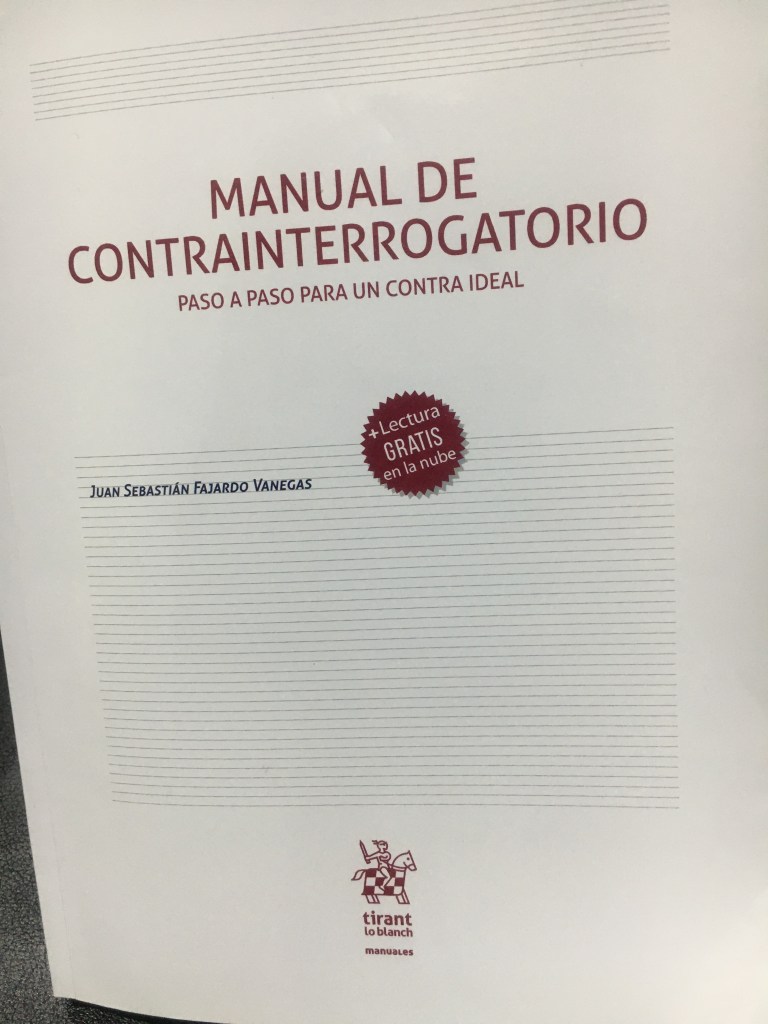 MANUAL DE
CONTRAINTERROGATORIO
PASO A PASO PARA UN CONTRA IDEAL
+Lectura
GRATIS
en la nube
JUAN SEBASTIÁN FAJARDO VANEGAS
tirant
lo blanch
manuales